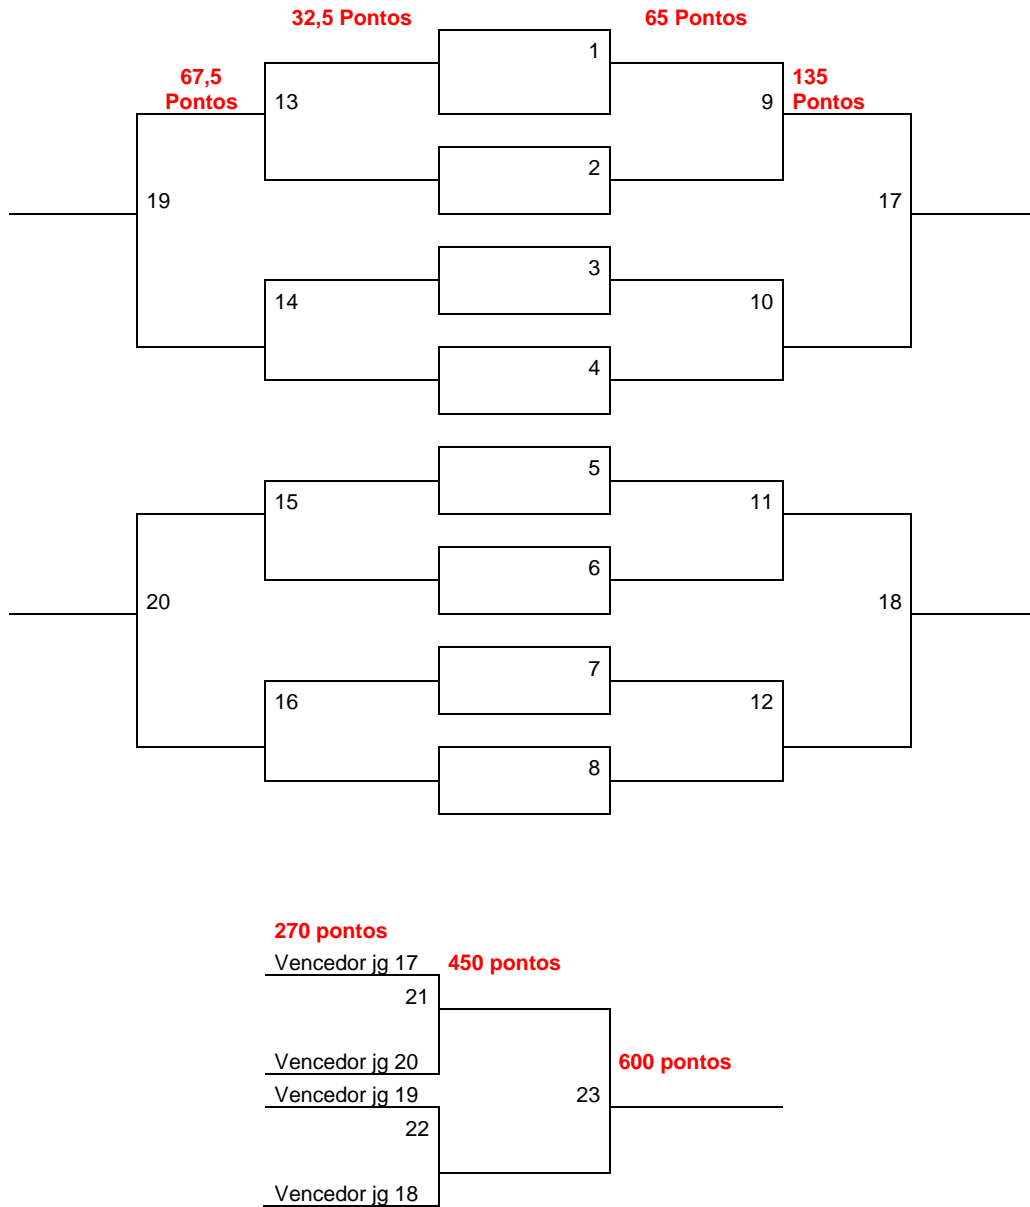 32,5 Pontos
65 Pontos
1
67,5
Pontos
13
9
135
Pontos
2
19
17
3
14
10
4
5
15
11
6
20
18
7
16
12
8
270 pontos
Vencedor jg 17
450 pontos
21
Vencedor jg 20
600 pontos
Vencedor jg 19
23
22
Vencedor jg 18